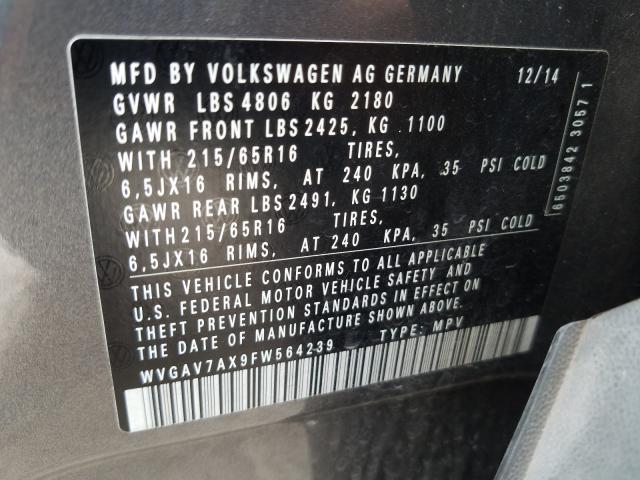 MFD BY VOLKSWAGEN AG GERMANY 12/14
GVWR LBS 4806 KG 2180
GAWR FRONT LBS 2425, KG 1100
WITH 215/65R16 TIRES,
6,5JX16 RIMS, AT 240 KPA, 35 PSI COLD
GAWR REAR LBS 2491, KG 1130
WITH 215/65R16 TIRES,
6,5JX16 RIMS, AT 240 KPA, 35 PSI COLD
THIS VEHICLE CONFORMS TO ALL APPLICABLE
U.S. FEDERAL MOTOR VEHICLE SAFETY AND
THEFT PREVENTION STANDARDS IN EFFECT ON
THE DATE OF MANUFACTURE SHOWN ABOVE.
WVGAV7AX9FW564239 TYPE: MPV
6503842 3057 1